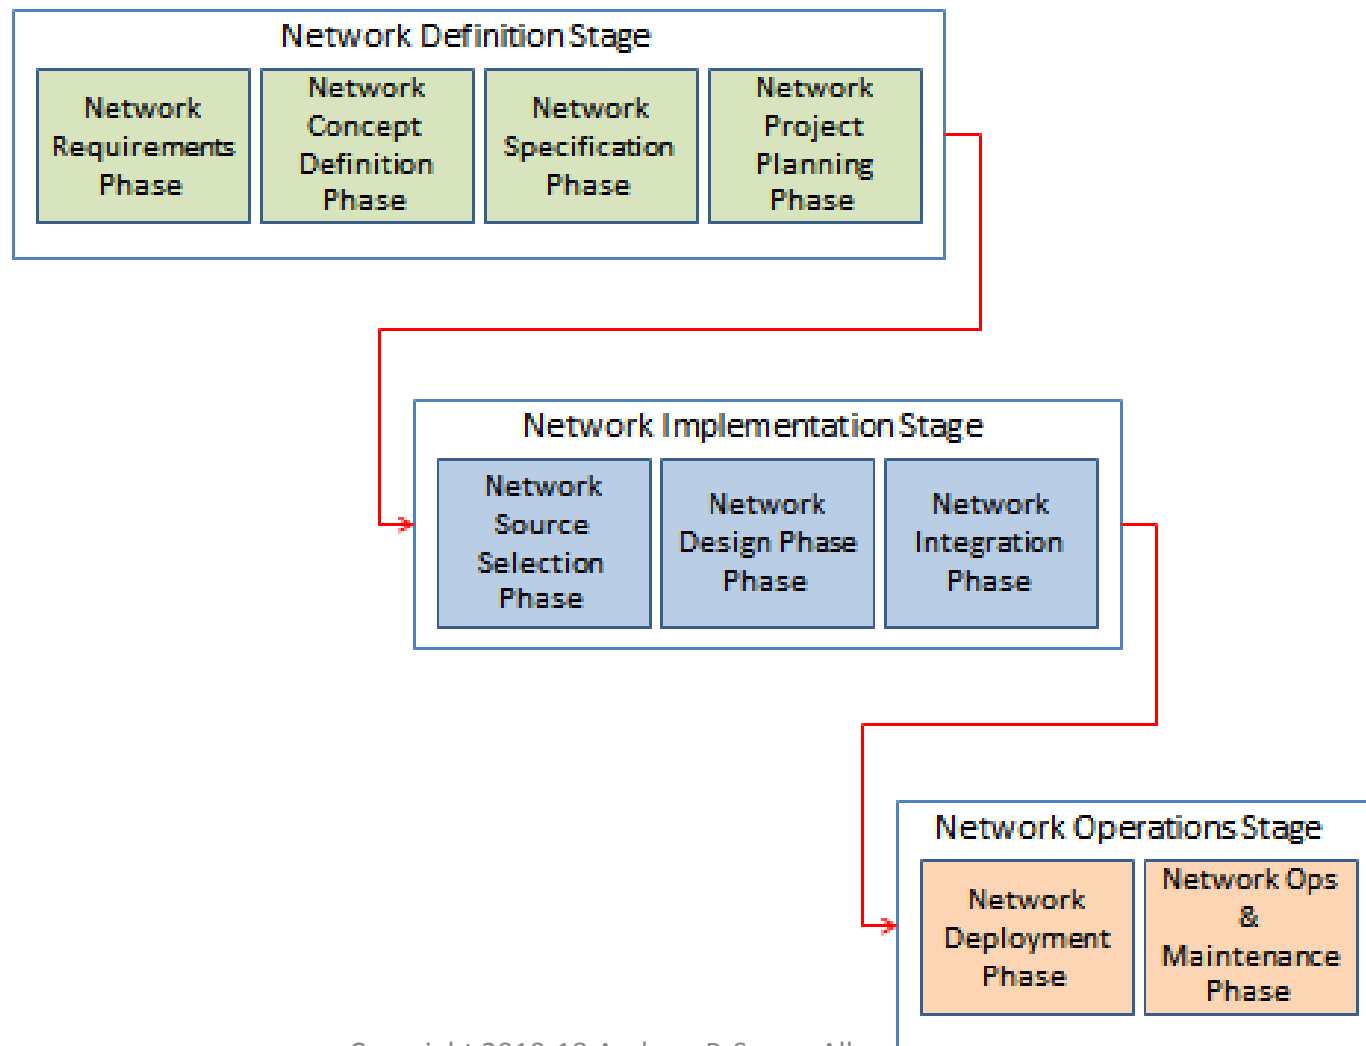 Network Definition Stage
Network
Requirements
Phase
Network
Concept
Definition
Phase
Network
Specification
Phase
Network
Project
Planning
Phase
Network Implementation Stage
Network
Source
Selection
Phase
Network
Design Phase
Phase
Network
Integration
Phase
Network Operations Stage
Network
Deployment
Phase
Network Ops
&
Maintenance
Phase